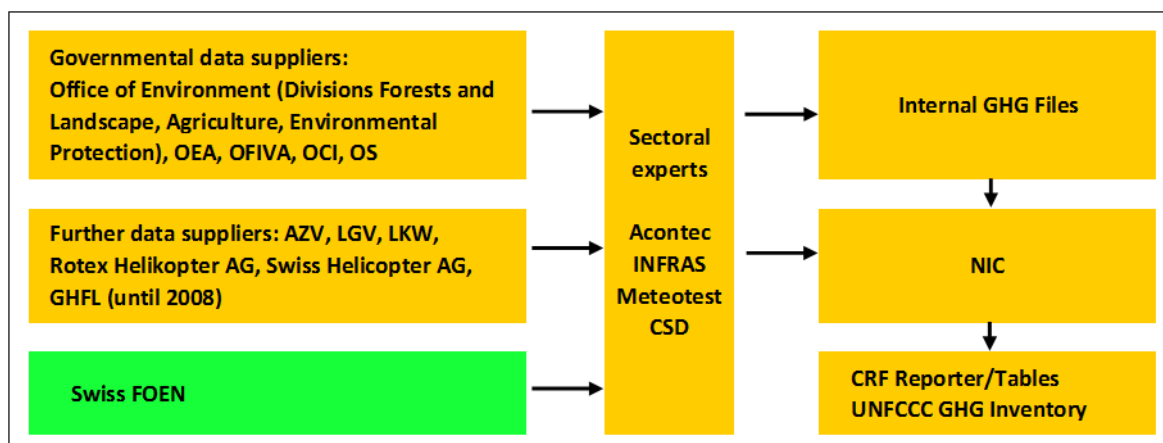 Governmental data suppliers:
Office of Environment (Divisions Forests and
Landscape, Agriculture, Environmental
Protection), OEA, OFIVA, OCI, OS
Further data suppliers: AZV, LGV, LKW,
Rotex Helikopter AG, Swiss Helicopter AG,
GHFL (until 2008)
Swiss FOEN
Sectoral
experts
Acontec
INFRAS
Meteotest
CSD
Internal GHG Files
NIC
CRF Reporter/Tables
UNFCCC GHG Inventory